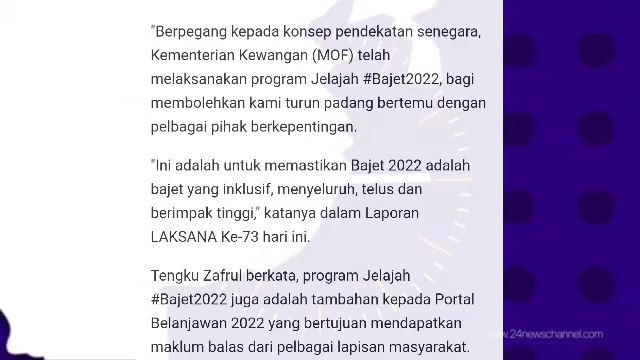 "Berpegang kepada konsep pendekatan senegara,
Kementerian Kewangan (MOF) telah
melaksanakan program Jelajah #Bajet2022, bagi
membolehkan kami turun padang bertemu dengan
pelbagai pihak berkepentingan.
"Ini adalah untuk memastikan Bajet 2022 adalah
bajet yang inklusif, menyeluruh, telus dan
berimpak tinggi," katanya dalam Laporan
LAKSANA Ke-73 hari ini.
Tengku Zafrul berkata, program Jelajah
#Bajet2022 juga adalah tambahan kepada Portal
Belanjawan 2022 yang bertujuan mendapatkan
maklum balas dari pelbagai lapisan masyarakat.
www.24newschannel.com